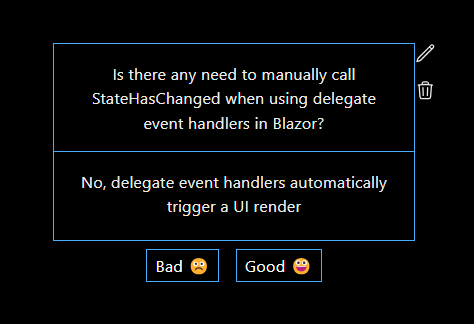 Is there any need to manually call
StateHasChanged when using delegate
event handlers in Blazor?
No, delegate event handlers automatically
trigger a UI render
Bad 🙁 Good 😀